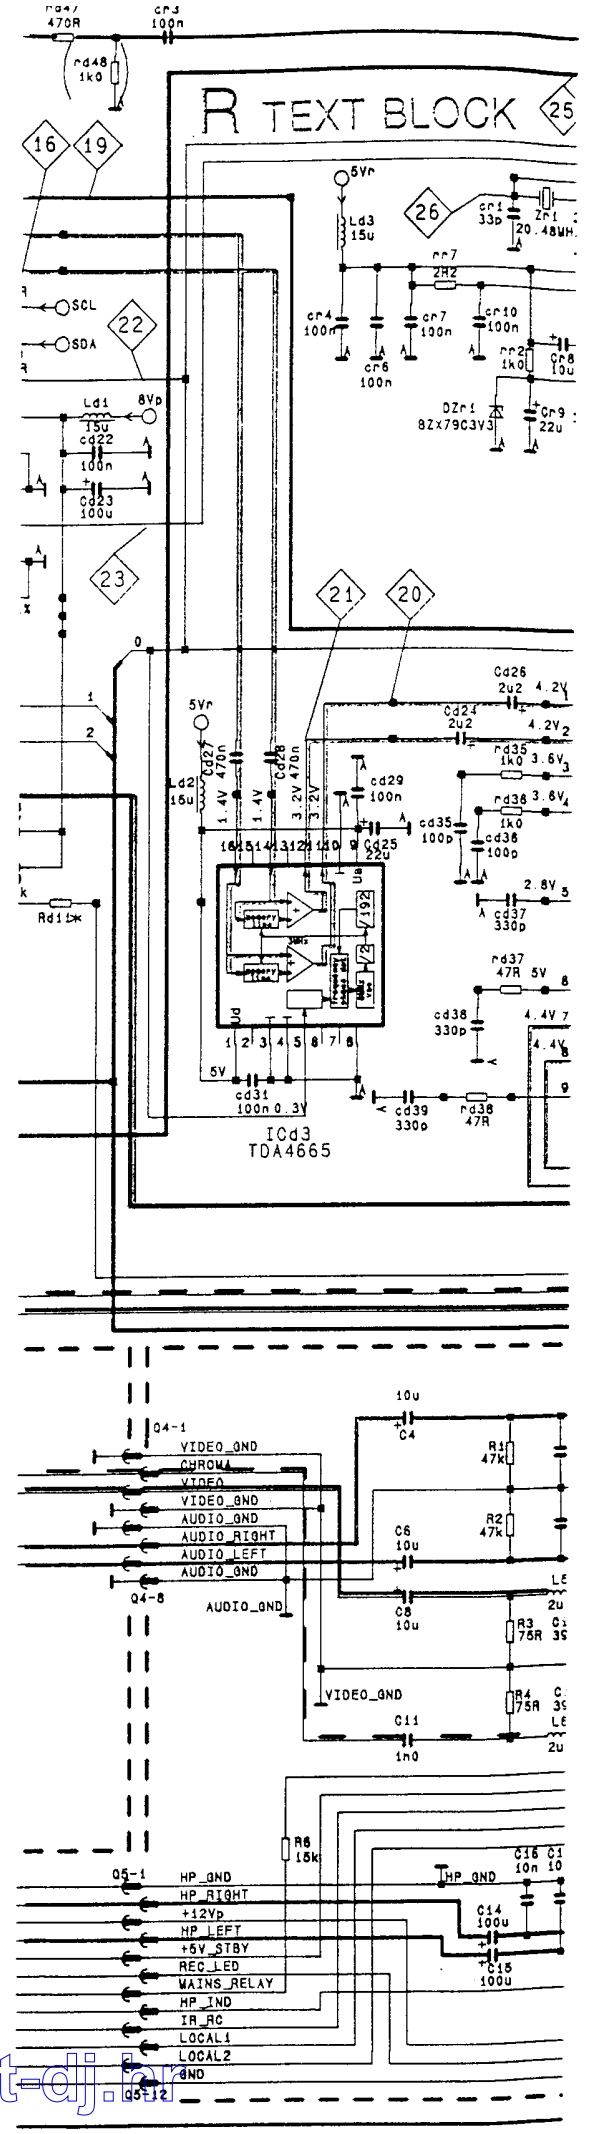 rd47
470R
cr3
100n
rd48
1k0
A
R TEXT BLOCK
25
16
19
5Vr
Ld3
15u
26
cr1
33p
Zr1
20.48MH
A
rr7
2R2
SCL
SDA
22
cr4
100n
cr6
100n
cr7
100n
cr10
100n
rr2
1k0
Cr8
10u
Ld1
15u
8Vp
cd22
100n
Cd23
100u
DZr1
BZX79C3V3
Cr9
22u
23
21
20
0
1
2
5Vr
Ld2
15u
Cd27
470n
Cd28
470n
Cd26
2u2
4.2V
1
Cd24
2u2
4.2V
2
rd35
1k0
3.6V
3
rd36
1k0
3.6V
4
cd29
100n
Cd25
22u
cd35
100p
cd36
100p
1.4V
1.4V
3.2V
3.2V
16 15 14 13 12 11 10 9
Rd11*
2.8V
5
cd37
330p
/192
/2
Ud
1 2 3 4 5 6 7 8
rd37
47R
5V
6
cd38
330p
4.4V
7
4.4V
8
5V
cd31
100n
0.3V
cd39
330p
rd38
47R
9
ICd3
TDA4665
10u
C4
Q4-1
VIDEO_GND
CHROMA
VIDEO
VIDEO_GND
AUDIO_GND
AUDIO_RIGHT
AUDIO_LEFT
AUDIO_GND
Q4-8
AUDIO_GND
R1
47k
R2
47k
C6
10u
C8
10u
R3
75R
R4
75R
2u
39
VIDEO_GND
C11
1n0
2u
R6
15k
Q5-1
HP_GND
HP_RIGHT
+12Vp
HP_LEFT
+5V_STBY
REC_LED
MAINS_RELAY
HP_IND
IR_RC
LOCAL1
LOCAL2
GND
Q5-12
HP_GND
C16
10n
C14
100u
C15
100u
t-dj.hr